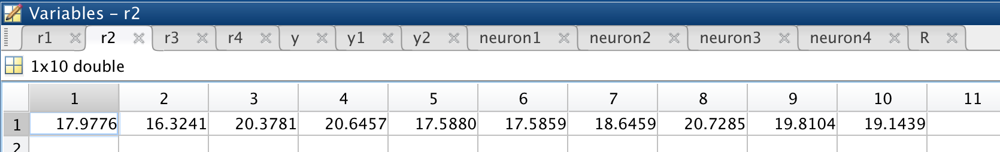 Variables – r2
r1 r2 r3 r4 y y1 y2 neuron1 neuron2 neuron3 neuron4 R
1x10 double
1 2 3 4 5 6 7 8 9 10 11
1 17.9776 16.3241 20.3781 20.6457 17.5880 17.5859 18.6459 20.7285 19.8104 19.1439
2